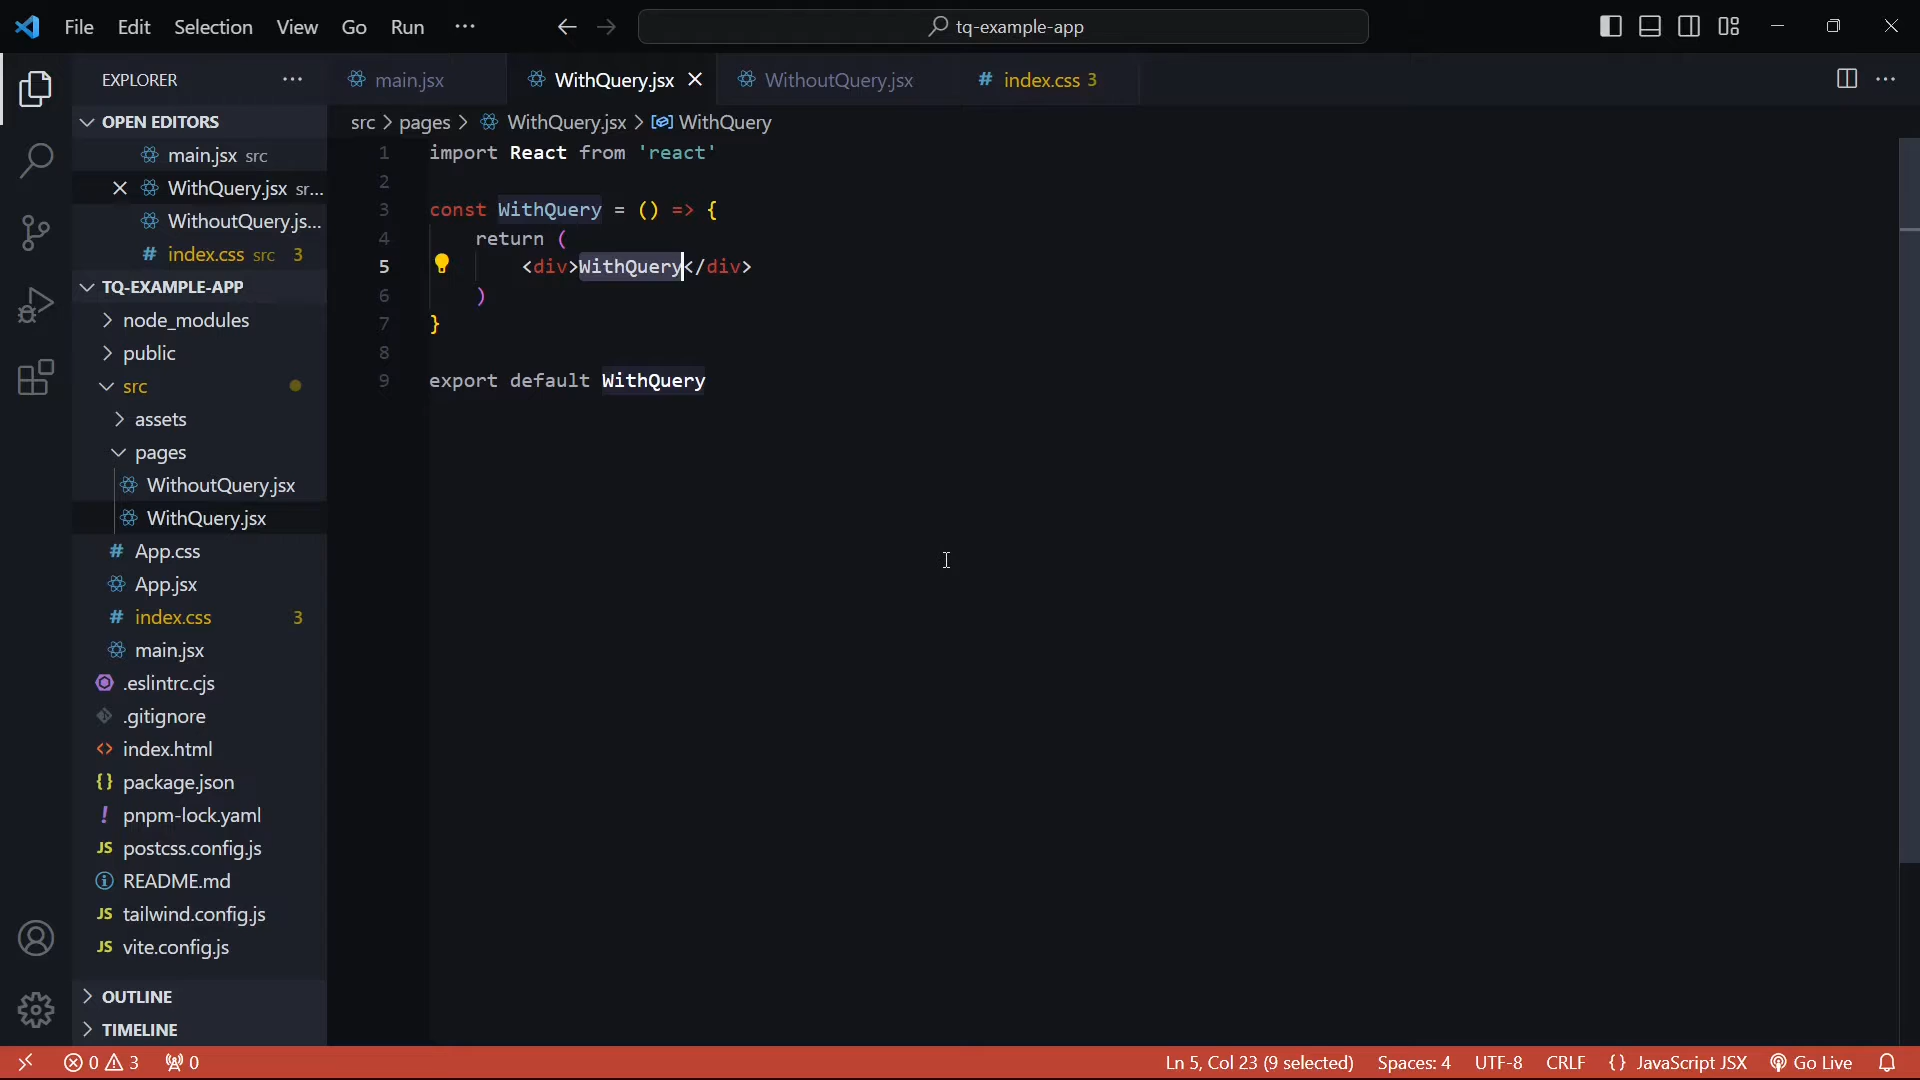 File Edit Selection View Go Run ··· tq-example-app
EXPLORER ···
main.jsx WithQuery.jsx WithoutQuery.jsx # index.css 3
OPEN EDITORS
main.jsx src
WithQuery.jsx sr...
WithoutQuery.js...
# index.css src 3
TQ-EXAMPLE-APP
node_modules
public
src
assets
pages
WithoutQuery.jsx
WithQuery.jsx
# App.css
App.jsx
# index.css 3
main.jsx
.eslintrc.cjs
.gitignore
<> index.html
{} package.json
! pnpm-lock.yaml
JS postcss.config.js
README.md
JS tailwind.config.js
JS vite.config.js
OUTLINE
TIMELINE
src > pages > WithQuery.jsx > WithQuery
1 import React from 'react'
2
3 const WithQuery = () => {
4 return (
5 <div>WithQuery</div>
6 )
7 }
8
9 export default WithQuery
0 3 0 Ln 5, Col 23 (9 selected) Spaces: 4 UTF-8 CRLF {} JavaScript JSX Go Live